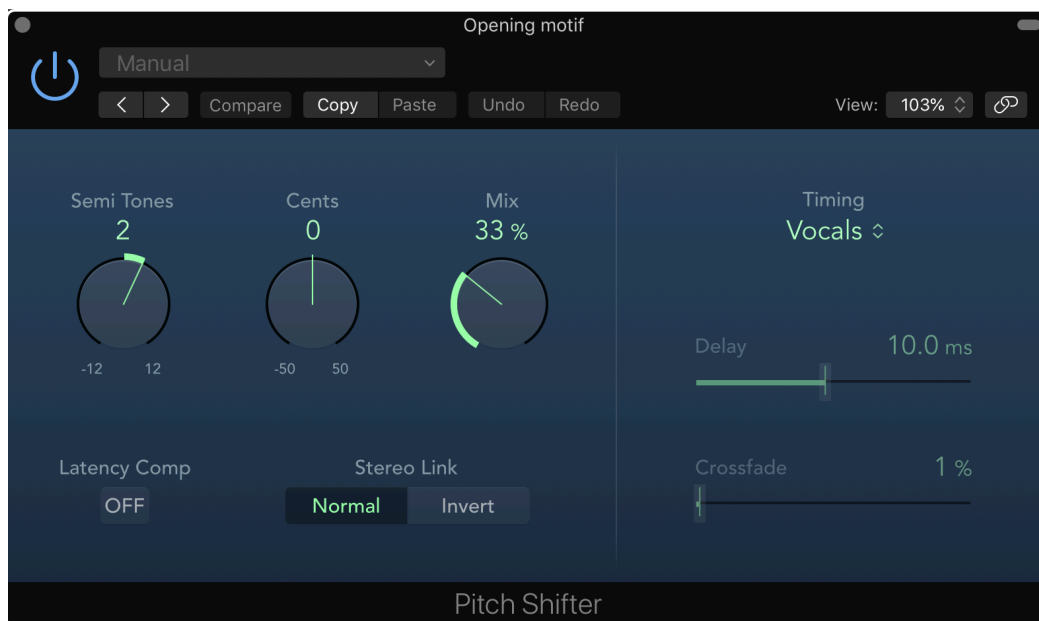 Opening motif
Manual
Compare Copy Paste Undo Redo View: 103%
Semi Tones Cents Mix Timing
2 0 33 % Vocals
Delay 10.0 ms
-12 12 -50 50
Latency Comp Stereo Link Crossfade 1 %
OFF Normal Invert
Pitch Shifter